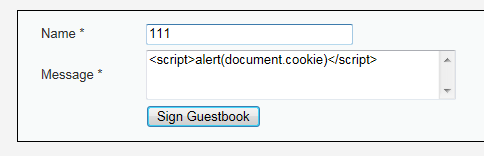 Name * 111
Message * <script>alert(document.cookie)</script>
Sign Guestbook